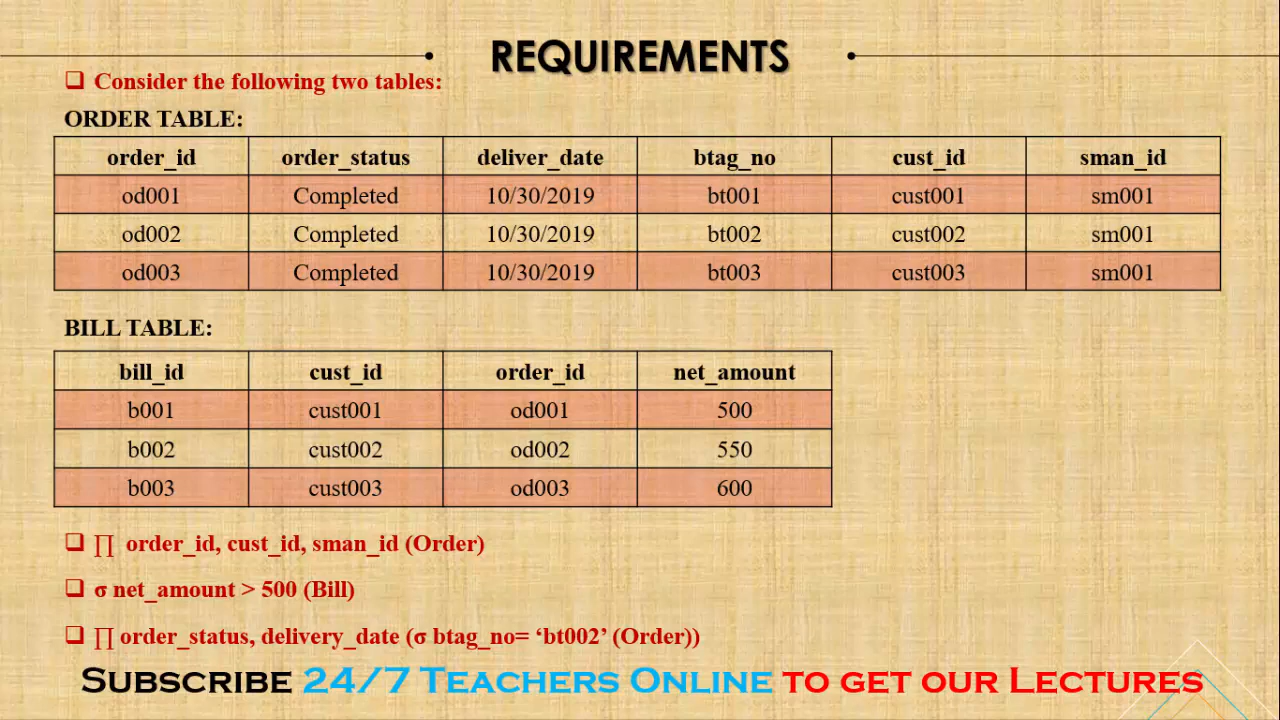 REQUIREMENTS
❑ Consider the following two tables:
ORDER TABLE:
order_id order_status deliver_date btag_no cust_id sman_id
od001 Completed 10/30/2019 bt001 cust001 sm001
od002 Completed 10/30/2019 bt002 cust002 sm001
od003 Completed 10/30/2019 bt003 cust003 sm001
BILL TABLE:
bill_id cust_id order_id net_amount
b001 cust001 od001 500
b002 cust002 od002 550
b003 cust003 od003 600
❑ ∏ order_id, cust_id, sman_id (Order)
❑ σ net_amount > 500 (Bill)
❑ ∏ order_status, delivery_date (σ btag_no= ‘bt002’ (Order))
Subscribe 24/7 Teachers Online to get our Lectures